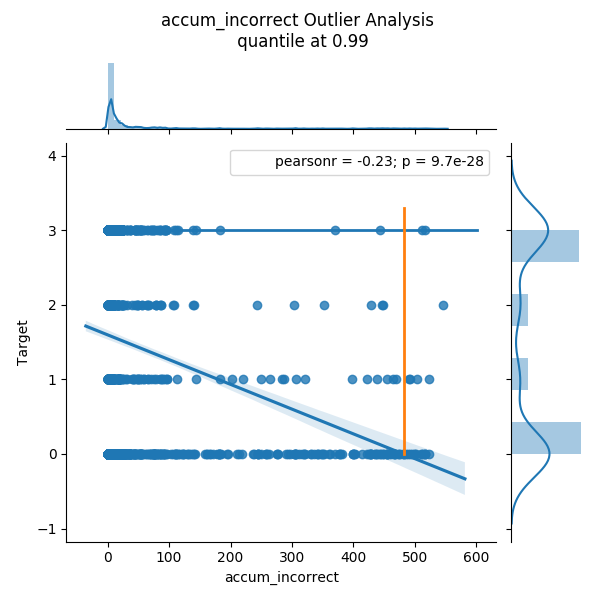 accum_incorrect Outlier Analysis
quantile at 0.99
pearsonr = -0.23; p = 9.7e-28
4
3
2
1
0
−1
Target
0 100 200 300 400 500 600
accum_incorrect